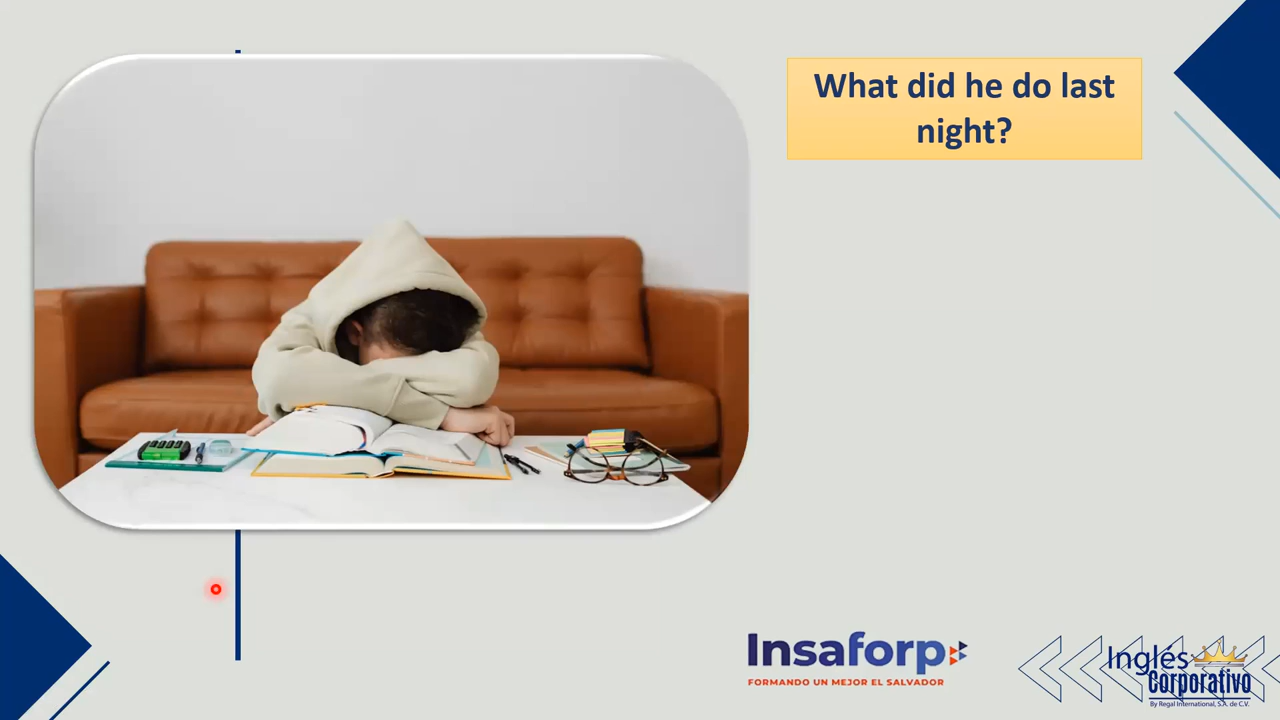 What did he do last
night?
Insaforp
FORMANDO UN MEJOR EL SALVADOR
Inglés
Corporativo
By Regal International, S.A. de C.V.